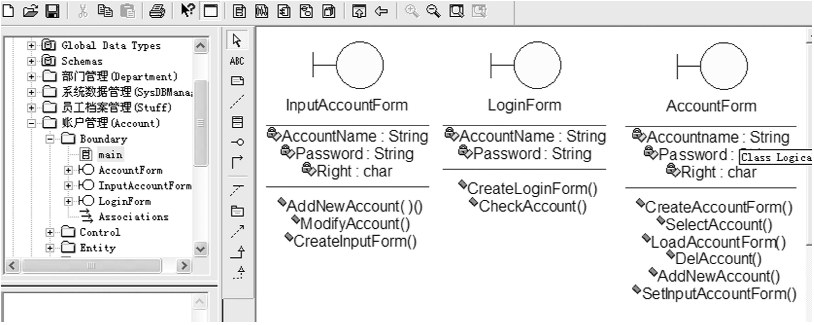 Global Data Types
Schemas
部门管理(Department)
系统数据管理(SysDBMana
员工档案管理(Stuff)
账户管理(Account)
Boundary
main
AccountForm
InputAccountForm
LoginForm
Associations
Control
Entity
ABC
InputAccountForm
AccountName : String
Password : String
Right : char
AddNewAccount( )()
ModifyAccount()
CreateInputForm()
LoginForm
AccountName : String
Password : String
CreateLoginForm()
CheckAccount()
AccountForm
Accountname : String
Password :
Class Logica
Right : char
CreateAccountForm()
SelectAccount()
LoadAccountForm()
DelAccount()
AddNewAccount()
SetInputAccountForm()